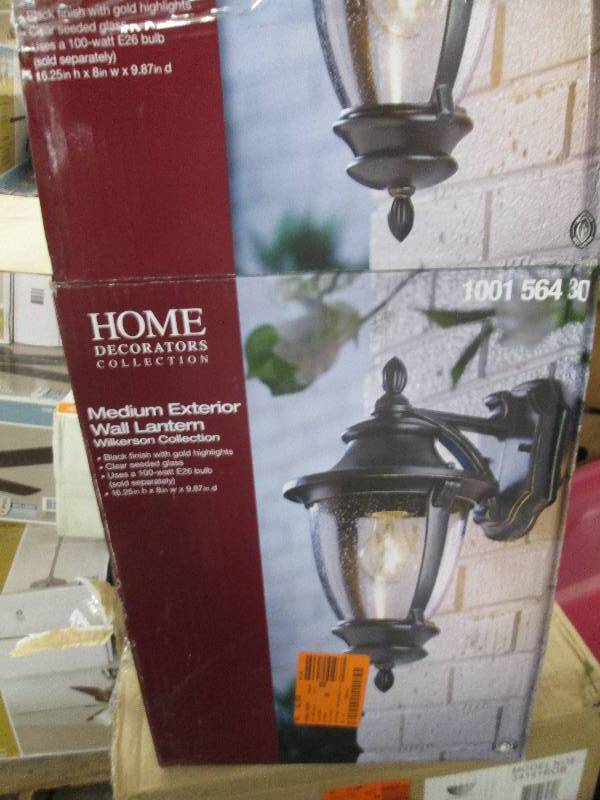 Black finish with gold highlights
• Clear seeded glass
• Uses a 100-watt E26 bulb
(sold separately)
16.25in h x 8in w x 9.87in d
1001 564 30
HOME
DECORATORS
COLLECTION
Medium Exterior
Wall Lantern
Wilkerson Collection
• Black finish with gold highlights
• Clear seeded glass
• Uses a 100-watt E26 bulb
(sold separately)
• 16.25in h x 8in w x 9.87in d
MODEL NO#